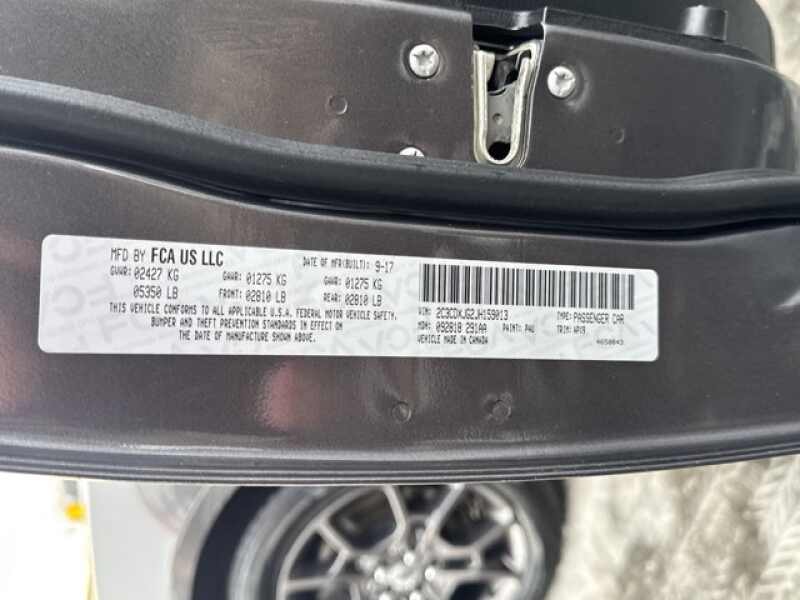 MFD BY FCA US LLC
DATE OF MFR(BUILT): 9-17
GVWR: 02427 KG GAWR: 01275 KG GAWR: 01275 KG
05350 LB FRONT: 02810 LB REAR: 02810 LB
THIS VEHICLE CONFORMS TO ALL APPLICABLE U.S.A. FEDERAL MOTOR VEHICLE SAFETY,
BUMPER AND THEFT PREVENTION STANDARDS IN EFFECT ON
THE DATE OF MANUFACTURE SHOWN ABOVE.
VIN: 2C3CDXJG2JH159013 TYPE: PASSENGER CAR
MDH: 092818 291AA PAINT: PAU TRIM: APX9
VEHICLE MADE IN CANADA 4650843